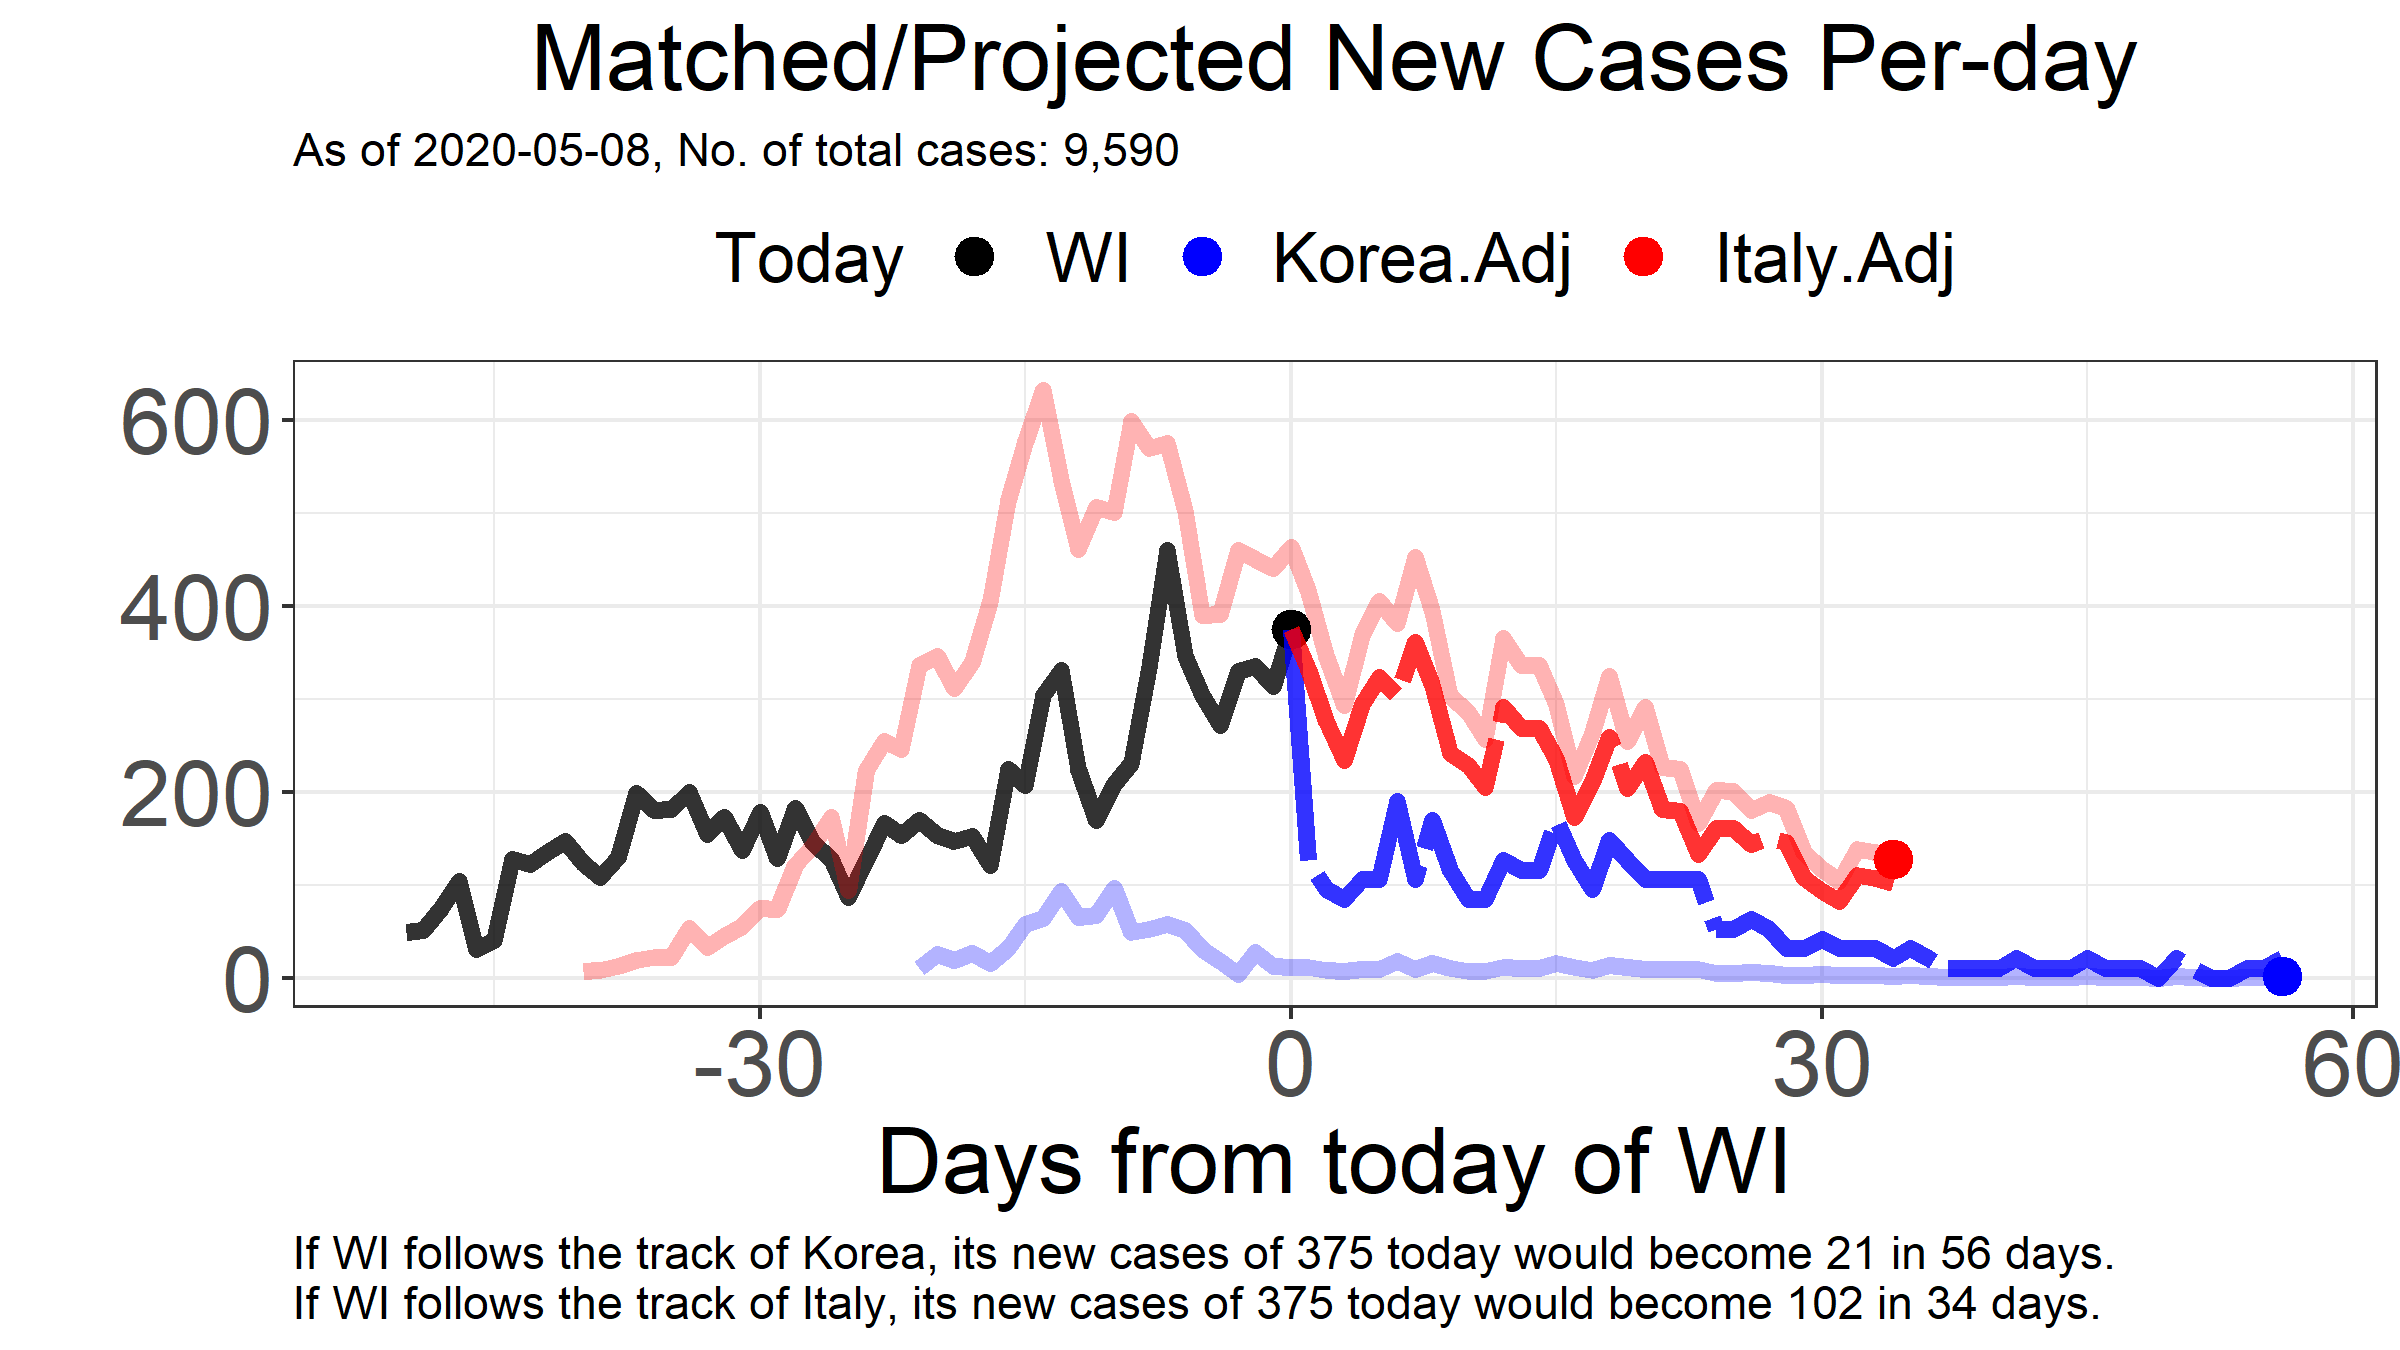 Matched/Projected New Cases Per-day
As of 2020-05-08, No. of total cases: 9,590
Today WI Korea.Adj Italy.Adj
600
400
200
0
-30 0 30 60
Days from today of WI
If WI follows the track of Korea, its new cases of 375 today would become 21 in 56 days.
If WI follows the track of Italy, its new cases of 375 today would become 102 in 34 days.